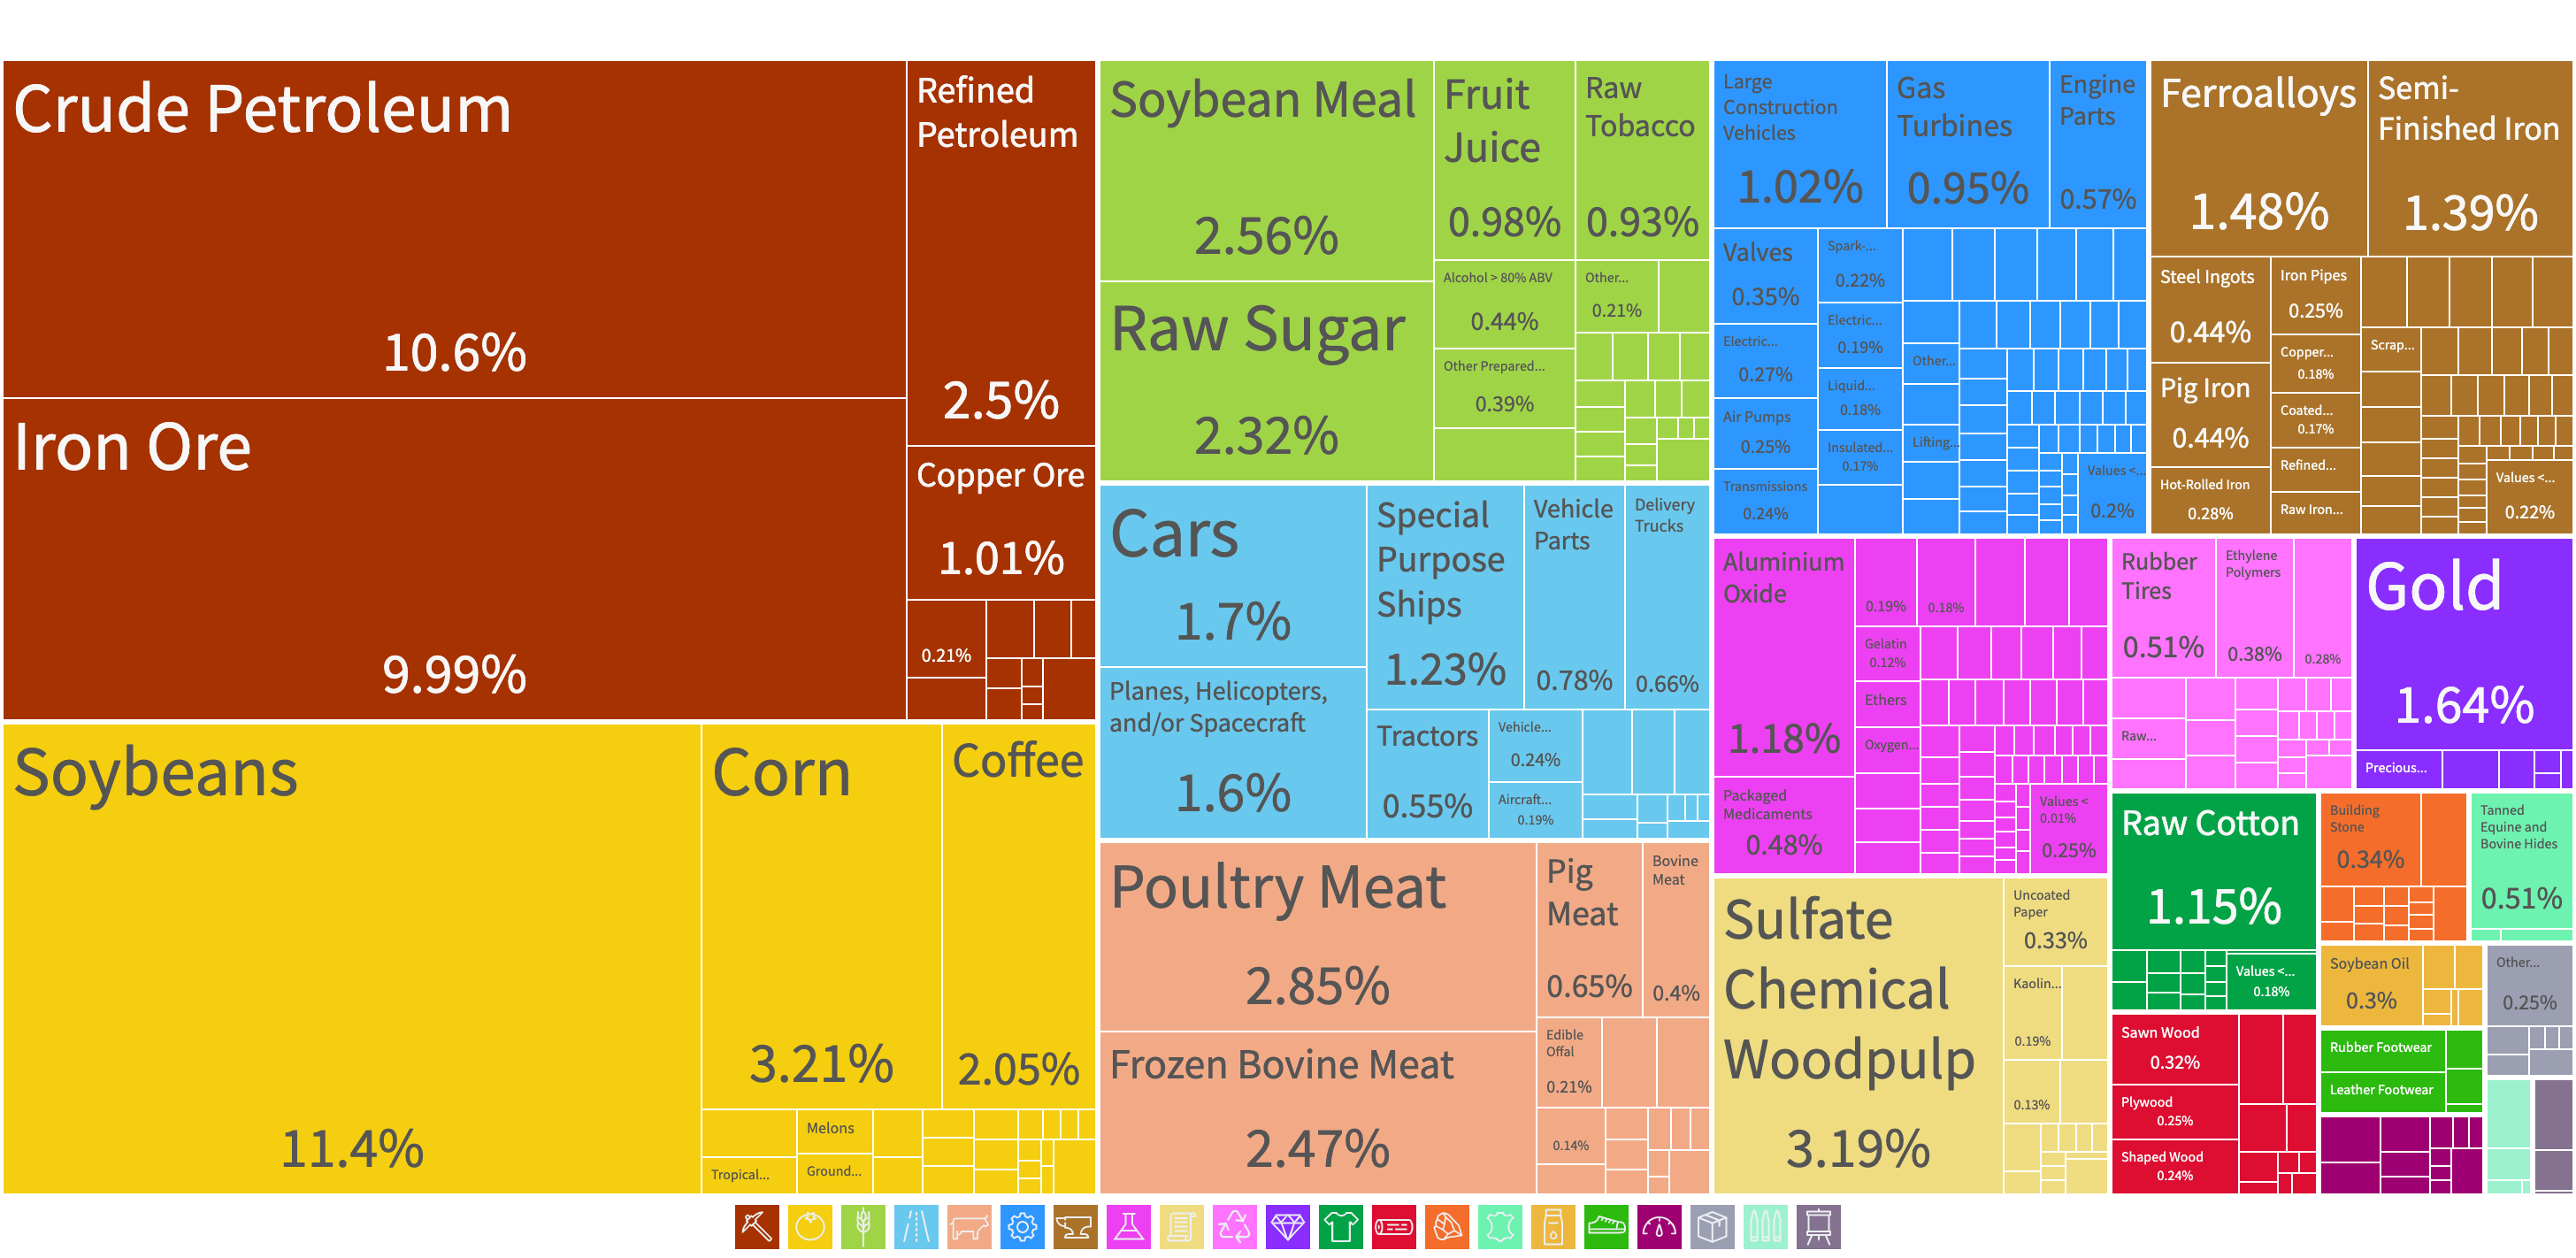 Crude Petroleum
10.6%
Iron Ore
9.99%
Refined
Petroleum
2.5%
Copper Ore
1.01%
0.21%
Soybeans
11.4%
Corn
3.21%
Coffee
2.05%
Tropical...
Melons
Ground...
Soybean Meal
2.56%
Raw Sugar
2.32%
Fruit
Juice
0.98%
Raw
Tobacco
0.93%
Alcohol > 80% ABV
0.44%
Other Prepared...
0.39%
Other...
0.21%
Cars
1.7%
Planes, Helicopters,
and/or Spacecraft
1.6%
Special
Purpose
Ships
1.23%
Vehicle
Parts
0.78%
Delivery
Trucks
0.66%
Tractors
0.55%
Vehicle...
0.24%
Aircraft...
0.19%
Poultry Meat
2.85%
Frozen Bovine Meat
2.47%
Pig
Meat
0.65%
Bovine
Meat
0.4%
Edible
Offal
0.21%
0.14%
Large
Construction
Vehicles
1.02%
Gas
Turbines
0.95%
Engine
Parts
0.57%
Valves
0.35%
Electric...
0.27%
Air Pumps
0.25%
Transmissions
0.24%
Spark-...
0.22%
Electric...
0.19%
Liquid...
0.18%
Insulated...
0.17%
Other...
Lifting...
Values <...
0.2%
Ferroalloys
1.48%
Semi-
Finished Iron
1.39%
Steel Ingots
0.44%
Pig Iron
0.44%
Hot-Rolled Iron
0.28%
Iron Pipes
0.25%
Copper...
0.18%
Coated...
0.17%
Refined...
Raw Iron...
Scrap...
Values <...
0.22%
Aluminium
Oxide
1.18%
Packaged
Medicaments
0.48%
0.19%
0.18%
Gelatin
0.12%
Ethers
Oxygen...
Values <
0.01%
0.25%
Rubber
Tires
0.51%
Ethylene
Polymers
0.38%
0.28%
Raw...
Gold
1.64%
Precious...
Sulfate
Chemical
Woodpulp
3.19%
Uncoated
Paper
0.33%
Kaolin...
0.19%
0.13%
Raw Cotton
1.15%
Values <...
0.18%
Sawn Wood
0.32%
Plywood
0.25%
Shaped Wood
0.24%
Building
Stone
0.34%
Tanned
Equine and
Bovine Hides
0.51%
Soybean Oil
0.3%
Other...
0.25%
Rubber Footwear
Leather Footwear